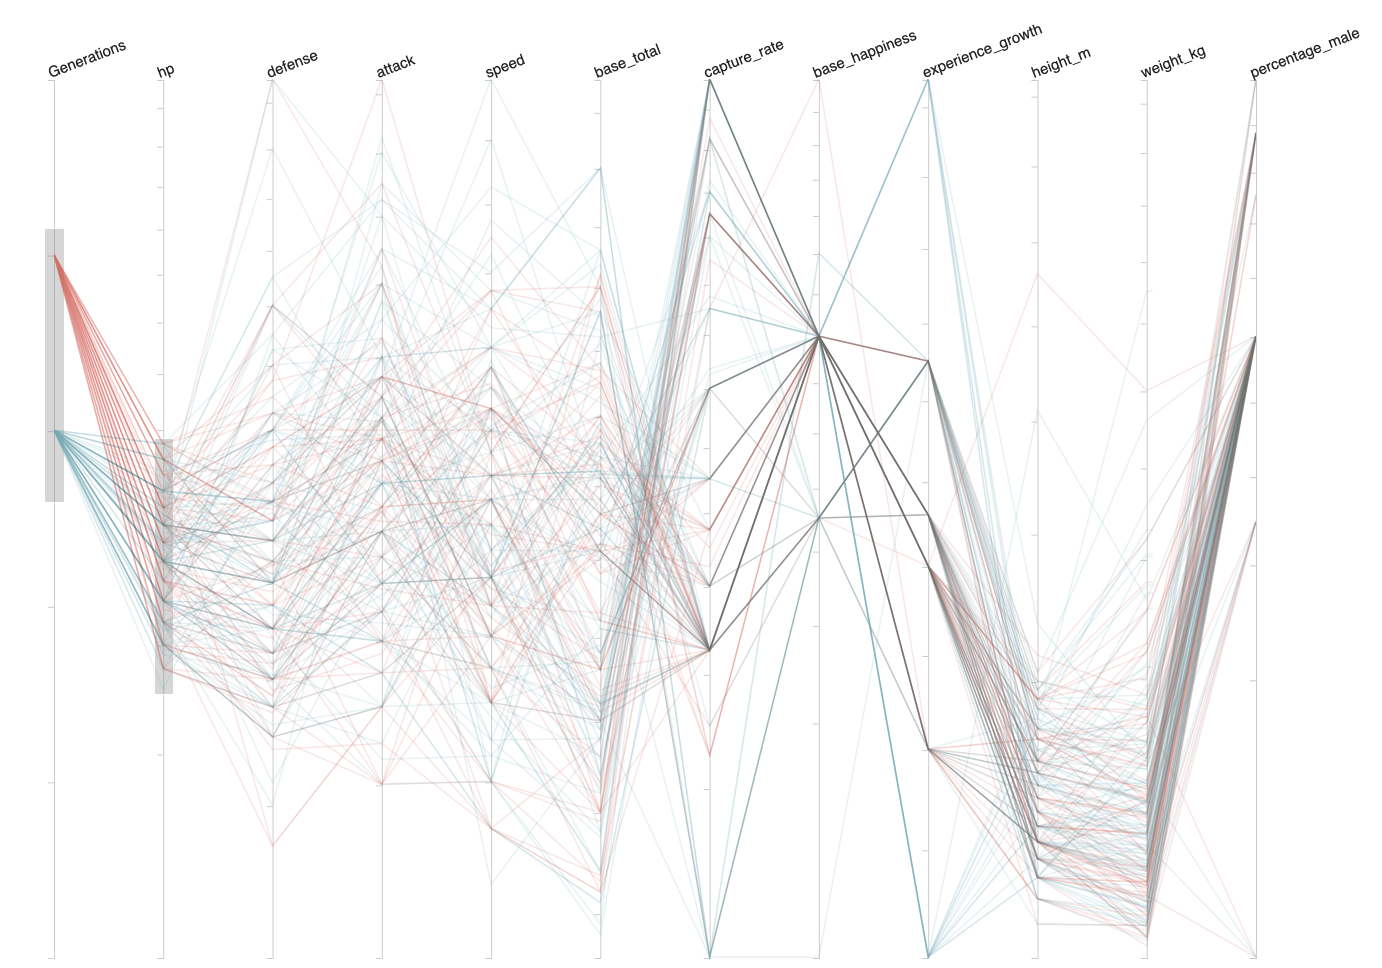 Generations
hp
defense
attack
speed
base_total
capture_rate
base_happiness
experience_growth
height_m
weight_kg
percentage_male